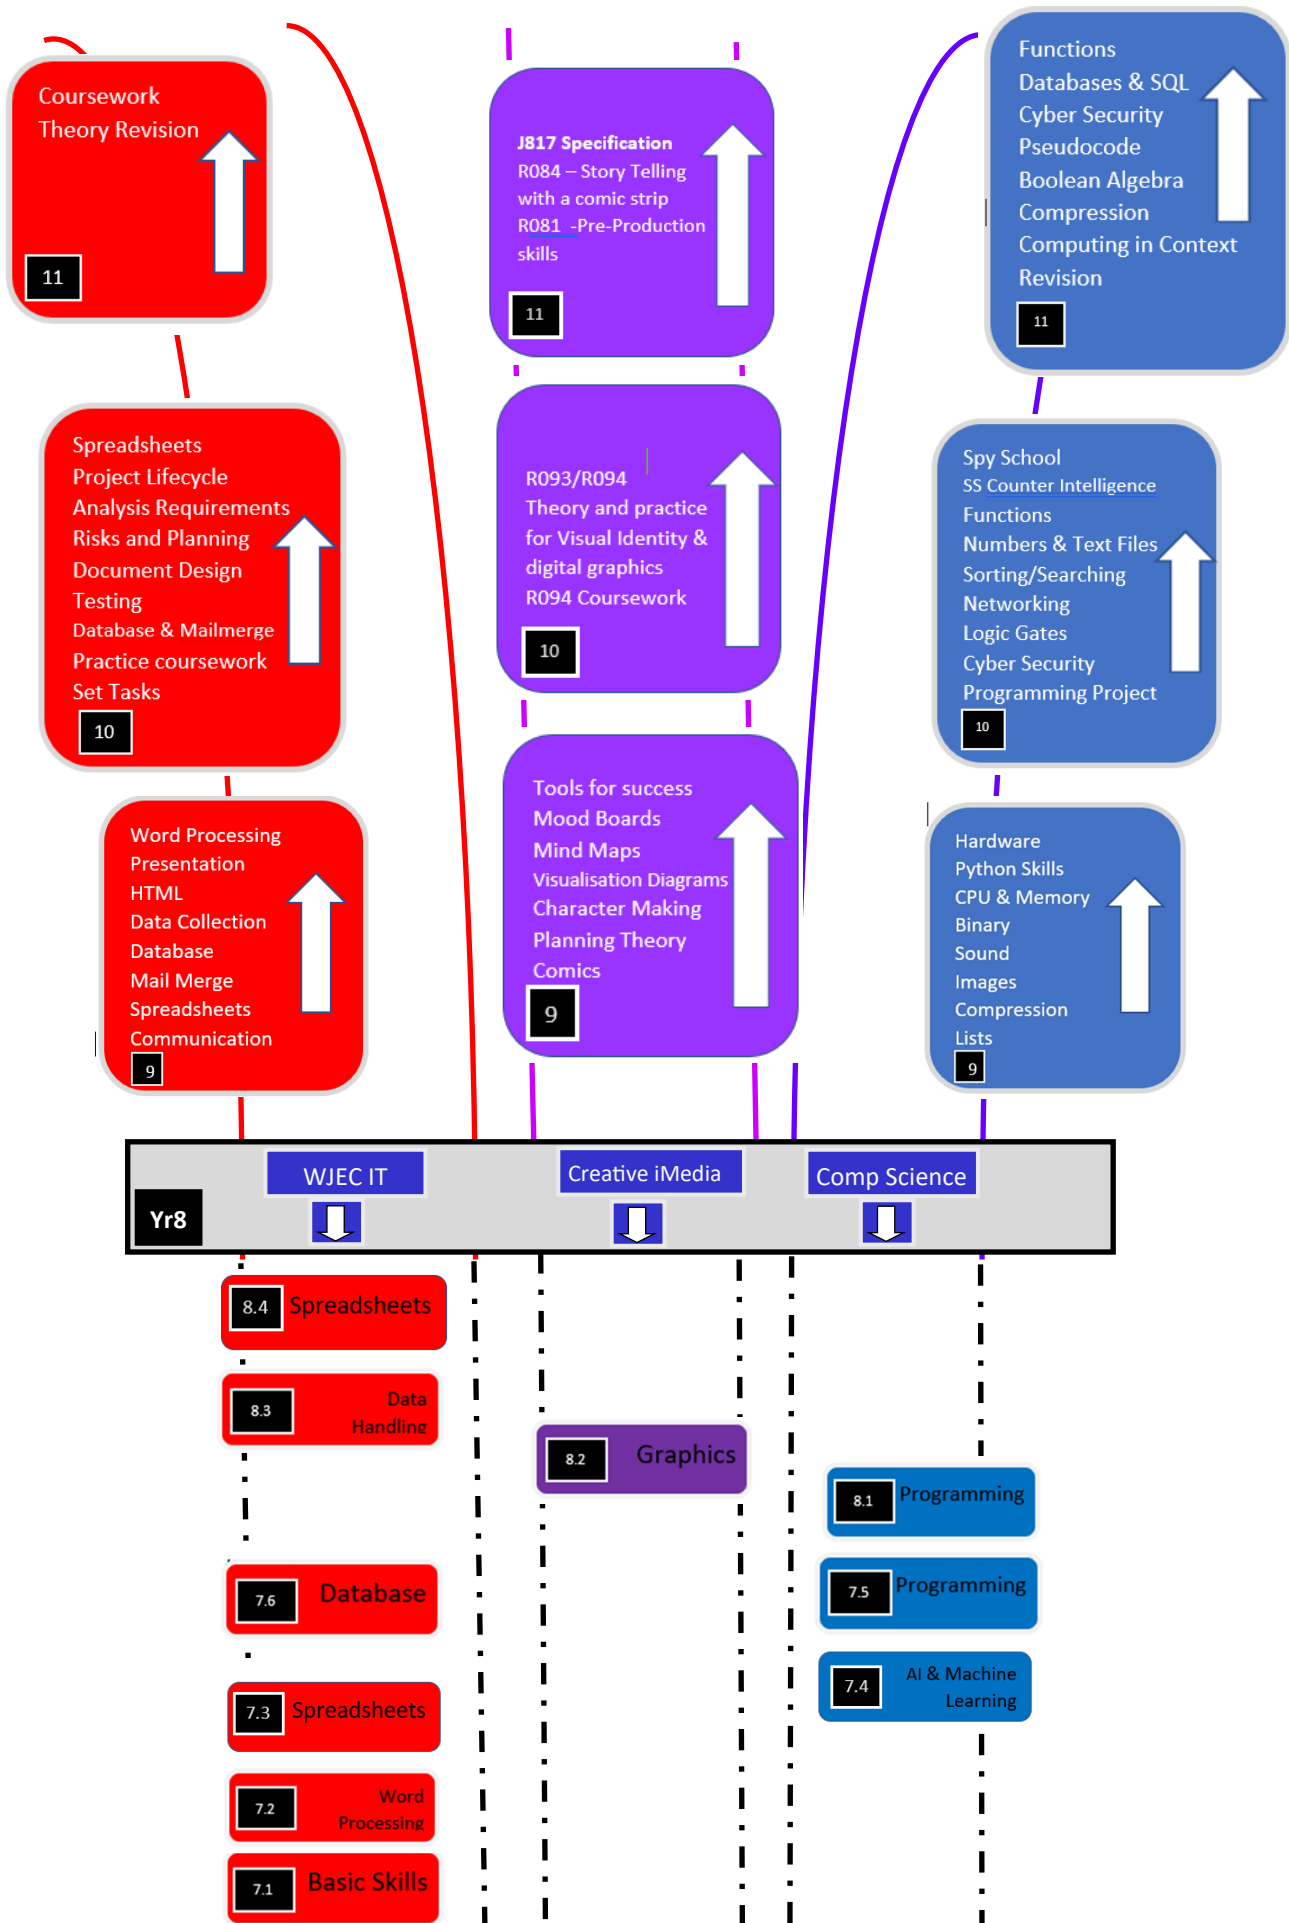 Coursework
Theory Revision
11
J817 Specification
R084 – Story Telling
with a comic strip
R081 -Pre-Production
skills
11
Functions
Databases & SQL
Cyber Security
Pseudocode
Boolean Algebra
Compression
Computing in Context
Revision
11
Spreadsheets
Project Lifecycle
Analysis Requirements
Risks and Planning
Document Design
Testing
Database & Mailmerge
Practice coursework
Set Tasks
10
R093/R094
Theory and practice
for Visual Identity &
digital graphics
R094 Coursework
10
Spy School
SS Counter Intelligence
Functions
Numbers & Text Files
Sorting/Searching
Networking
Logic Gates
Cyber Security
Programming Project
10
Word Processing
Presentation
HTML
Data Collection
Database
Mail Merge
Spreadsheets
Communication
9
Tools for success
Mood Boards
Mind Maps
Visualisation Diagrams
Character Making
Planning Theory
Comics
9
Hardware
Python Skills
CPU & Memory
Binary
Sound
Images
Compression
Lists
9
Yr8
WJEC IT
Creative iMedia
Comp Science
8.4 Spreadsheets
8.3 Data
Handling
8.2 Graphics
8.1 Programming
7.6 Database
7.5 Programming
7.4 AI & Machine
Learning
7.3 Spreadsheets
7.2 Word
Processing
7.1 Basic Skills